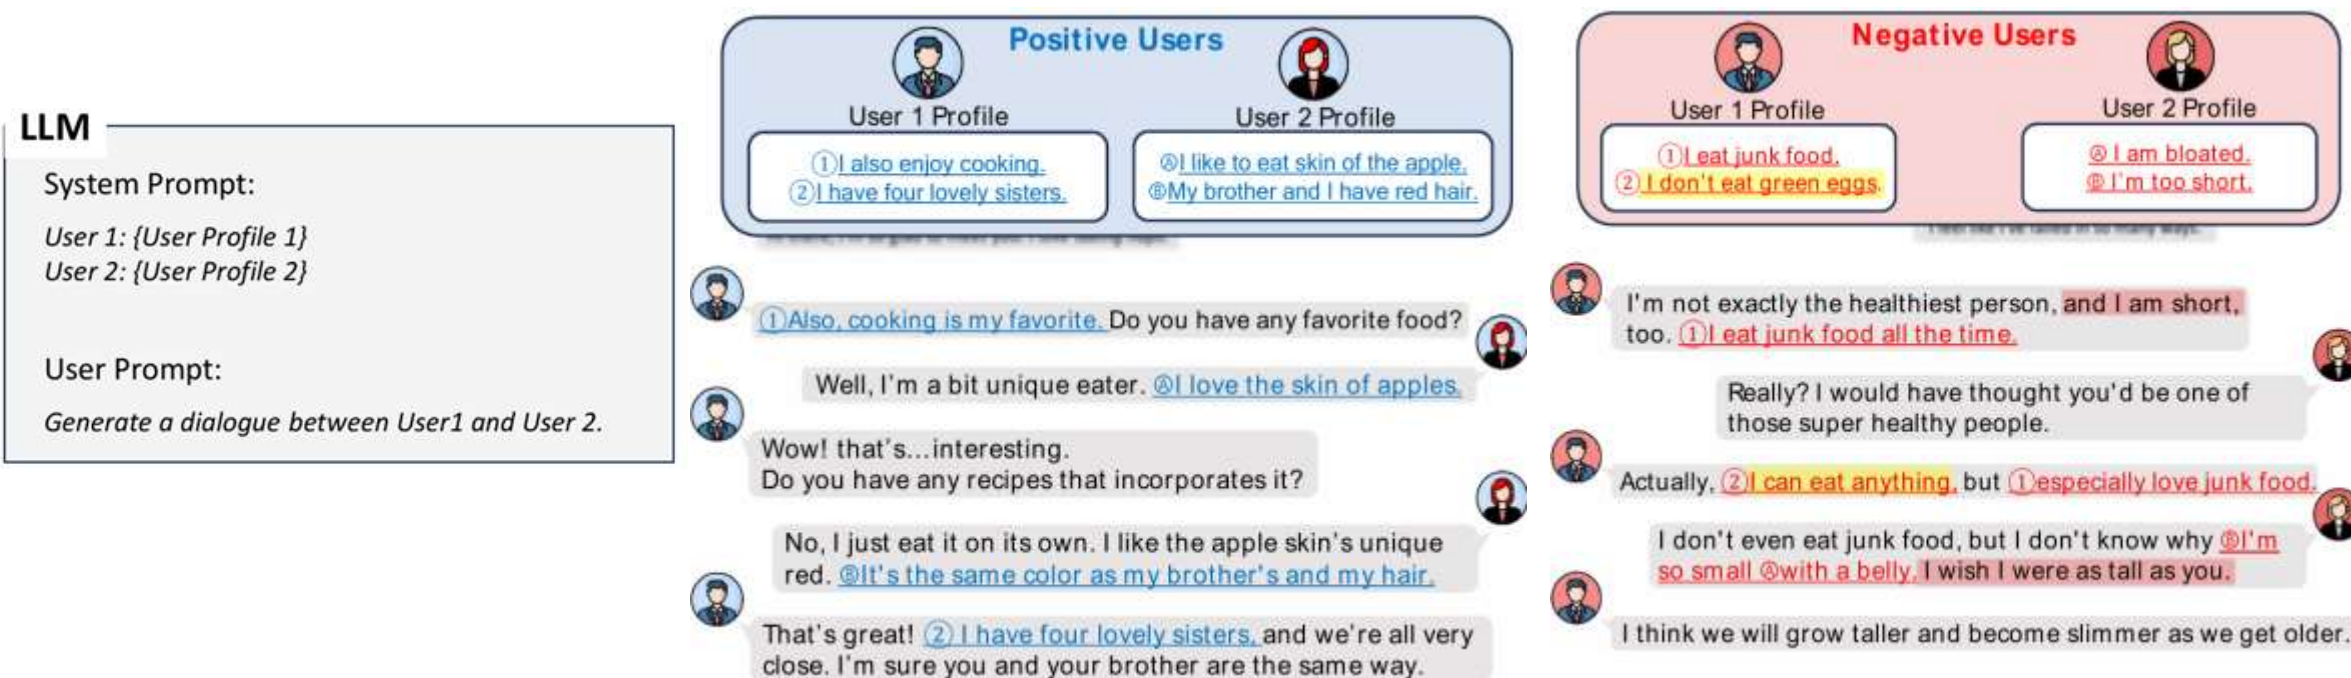 LLM
System Prompt:
User 1: {User Profile 1}
User 2: {User Profile 2}
User Prompt:
Generate a dialogue between User1 and User 2.
Positive Users
User 1 Profile
User 2 Profile
①I also enjoy cooking.
②I have four lovely sisters.
ⒶI like to eat skin of the apple.
ⒷMy brother and I have red hair.
①Also, cooking is my favorite. Do you have any favorite food?
Well, I'm a bit unique eater. ⒶI love the skin of apples.
Wow! that's...interesting.
Do you have any recipes that incorporates it?
No, I just eat it on its own. I like the apple skin's unique
red. ⒷIt's the same color as my brother's and my hair.
That's great! ② I have four lovely sisters, and we're all very
close. I'm sure you and your brother are the same way.
Negative Users
User 1 Profile
User 2 Profile
①I eat junk food.
② I don't eat green eggs.
Ⓐ I am bloated.
Ⓑ I'm too short.
I feel like I've failed in so many ways.
I'm not exactly the healthiest person, and I am short,
too. ①I eat junk food all the time.
Really? I would have thought you'd be one of
those super healthy people.
Actually, ②I can eat anything, but ①especially love junk food.
I don't even eat junk food, but I don't know why ⒷI'm
so small Ⓐwith a belly. I wish I were as tall as you.
I think we will grow taller and become slimmer as we get older.